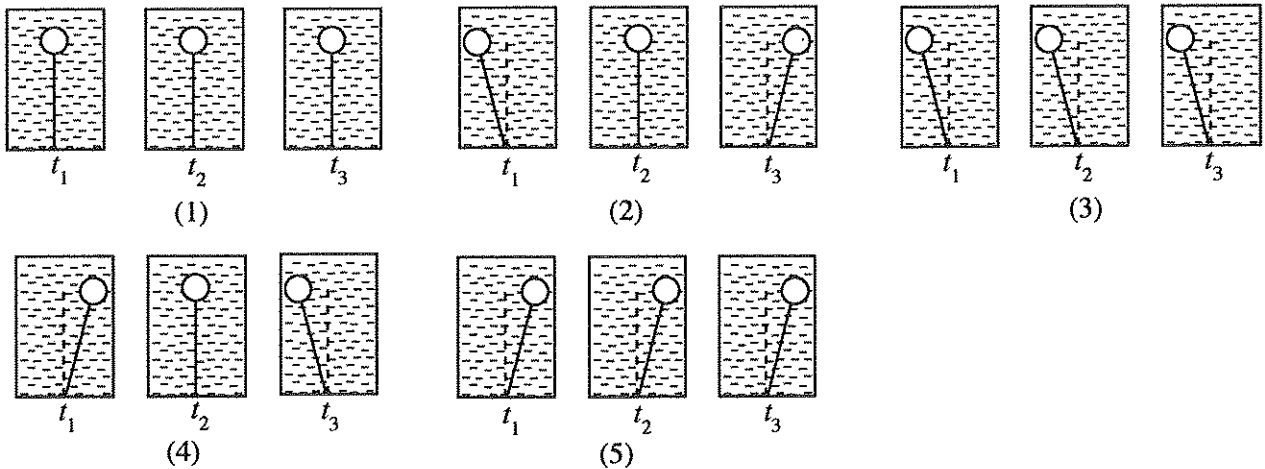 t₁ t₂ t₃ t₁ t₂ t₃ t₁ t₂ t₃
(1) (2) (3)
t₁ t₂ t₃ t₁ t₂ t₃
(4) (5)